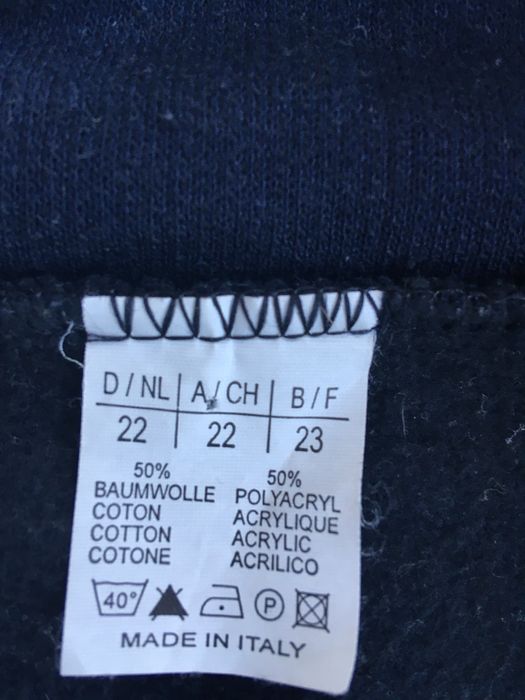 D / NL | A / CH | B / F
22 | 22 | 23
50% 50%
BAUMWOLLE POLYACRYL
COTON ACRYLIQUE
COTTON ACRYLIC
COTONE ACRILICO
40° P
MADE IN ITALY